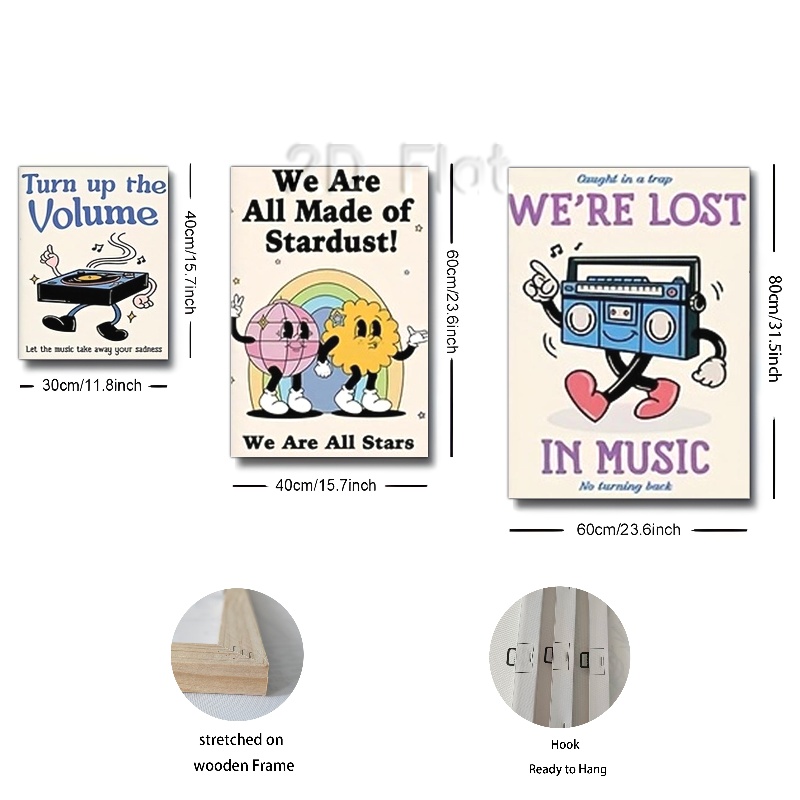 2D Flat
Turn up the
Volume
Let the music take away your sadness
40cm/15.7inch
30cm/11.8inch
We Are
All Made of
Stardust!
We Are All Stars
60cm/23.6inch
40cm/15.7inch
Caught in a trap
WE'RE LOST
IN MUSIC
No turning back
80cm/31.5inch
60cm/23.6inch
stretched on
wooden Frame
Hook
Ready to Hang